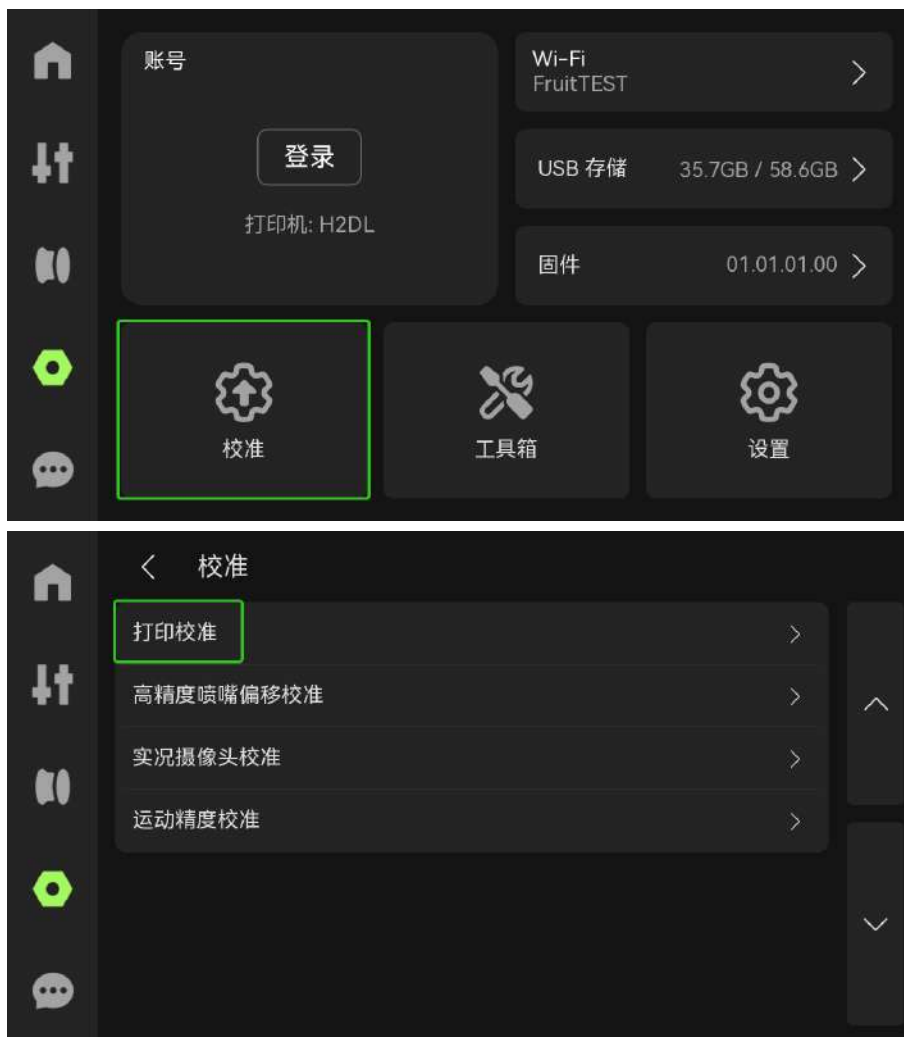 账号
登录
打印机: H2DL
Wi-Fi
FruitTEST
USB 存储 35.7GB / 58.6GB
固件 01.01.01.00
校准
工具箱
设置
校准
打印校准
高精度喷嘴偏移校准
实况摄像头校准
运动精度校准